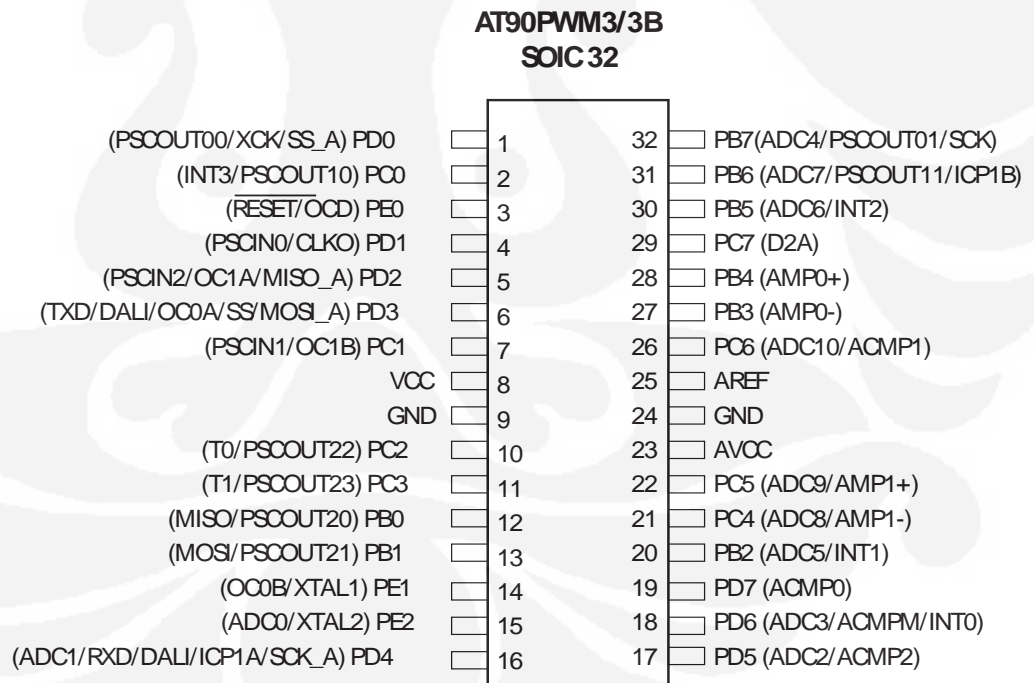 AT90PWM3/3B
SOIC 32
(PSCOUT00/XCK/SS_A) PD0 1 32 PB7(ADC4/PSCOUT01/SCK)
(INT3/PSCOUT10) PC0 2 31 PB6 (ADC7/PSCOUT11/ICP1B)
(RESET/OCD) PE0 3 30 PB5 (ADC6/INT2)
(PSCIN0/CLKO) PD1 4 29 PC7 (D2A)
(PSCIN2/OC1A/MISO_A) PD2 5 28 PB4 (AMP0+)
(TXD/DALI/OC0A/SS/MOSI_A) PD3 6 27 PB3 (AMP0-)
(PSCIN1/OC1B) PC1 7 26 PC6 (ADC10/ACMP1)
VCC 8 25 AREF
GND 9 24 GND
(T0/PSCOUT22) PC2 10 23 AVCC
(T1/PSCOUT23) PC3 11 22 PC5 (ADC9/AMP1+)
(MISO/PSCOUT20) PB0 12 21 PC4 (ADC8/AMP1-)
(MOSI/PSCOUT21) PB1 13 20 PB2 (ADC5/INT1)
(OC0B/XTAL1) PE1 14 19 PD7 (ACMP0)
(ADC0/XTAL2) PE2 15 18 PD6 (ADC3/ACMPM/INT0)
(ADC1/RXD/DALI/ICP1A/SCK_A) PD4 16 17 PD5 (ADC2/ACMP2)